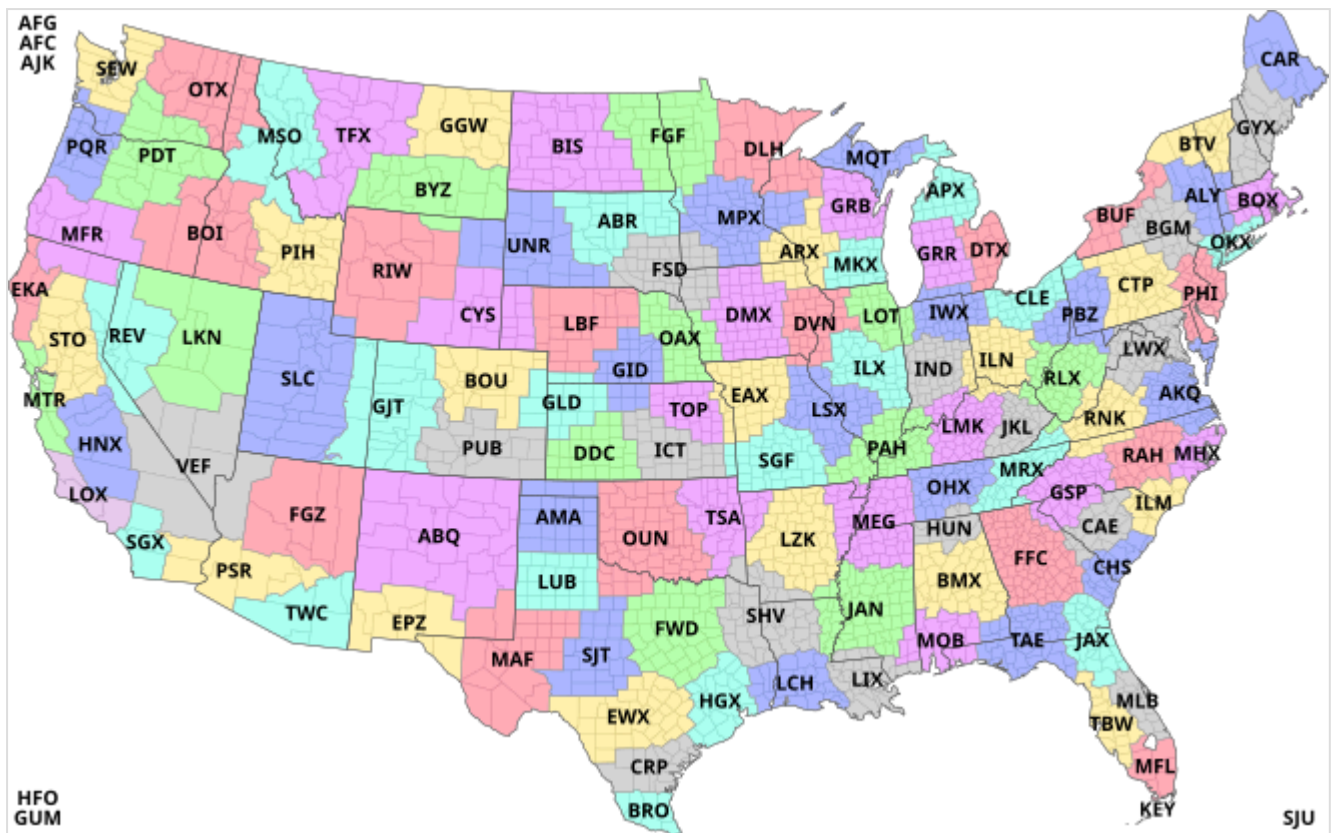 AFG
AFC
AJK
SEW
OTX
MSO
TFX
GGW
BIS
FGF
DLH
MQT
CAR
GYX
BTV
PQR
PDT
BYZ
ABR
MPX
GRB
APX
ALY
BOX
BUF
BGM
OKX
MFR
BOI
PIH
RIW
UNR
FSD
ARX
MKX
GRR
DTX
EKA
STO
REV
LKN
CYS
LBF
OAX
DMX
DVN
LOT
IWX
CLE
PBZ
CTP
PHI
SLC
GJT
BOU
GID
GLD
TOP
EAX
LSX
ILX
IND
ILN
RLX
LWX
AKQ
MTR
HNX
VEF
PUB
DDC
ICT
SGF
PAH
LMK
JKL
RNK
LOX
SGX
FGZ
ABQ
AMA
OUN
TSA
LZK
MEG
OHX
MRX
RAH
MHX
GSP
ILM
HUN
CAE
PSR
TWC
EPZ
LUB
FWD
SHV
JAN
BMX
FFC
CHS
MAF
SJT
LCH
LIX
MOB
TAE
JAX
EWX
HGX
MLB
TBW
CRP
MFL
BRO
KEY
HFO
GUM
SJU